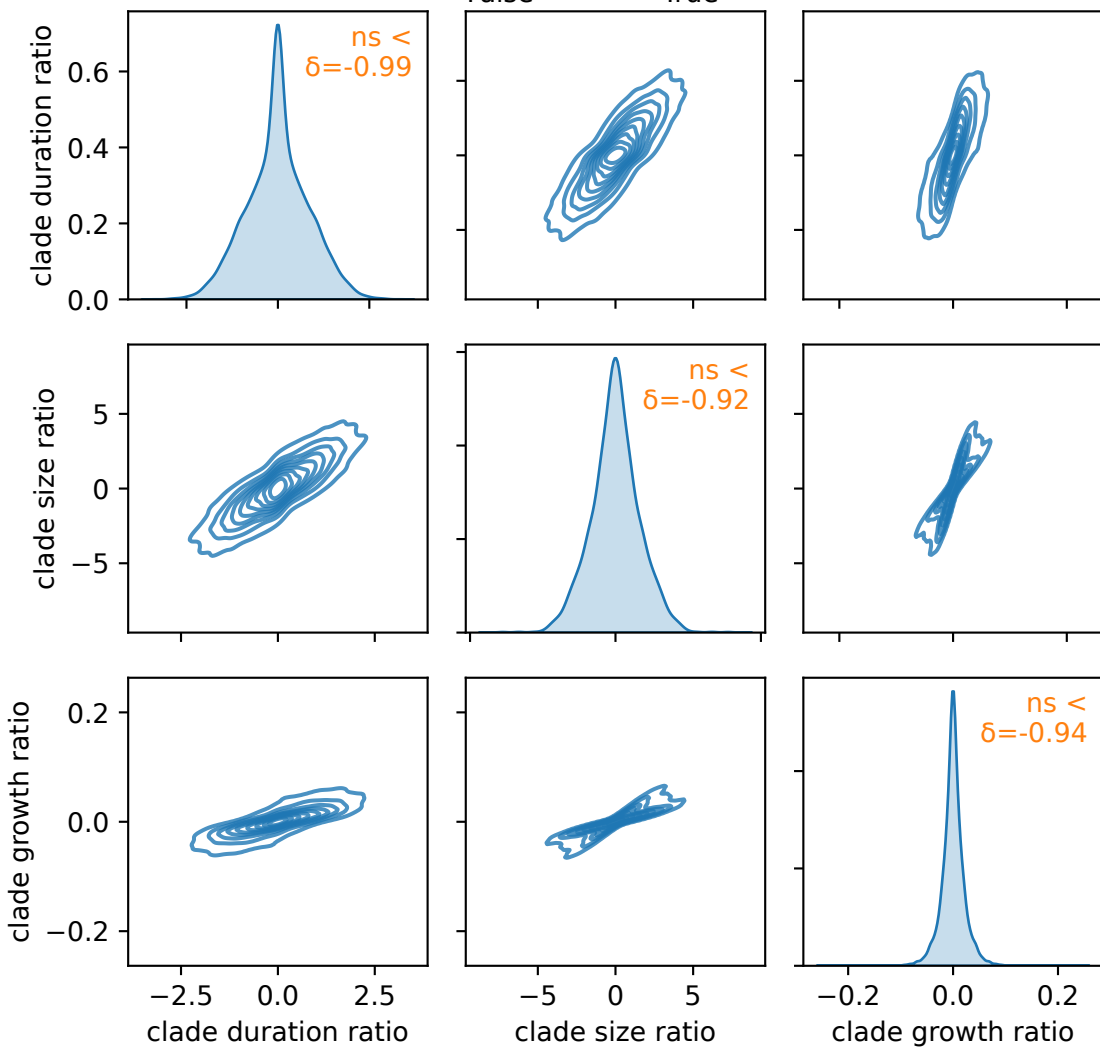 clade duration ratio
0.6
0.4
0.2
0.0
ns <
δ=-0.99
clade size ratio
5
0
−5
ns <
δ=-0.92
clade growth ratio
0.2
0.0
−0.2
ns <
δ=-0.94
−2.5 0.0 2.5
−5 0 5
−0.2 0.0 0.2
clade duration ratio
clade size ratio
clade growth ratio